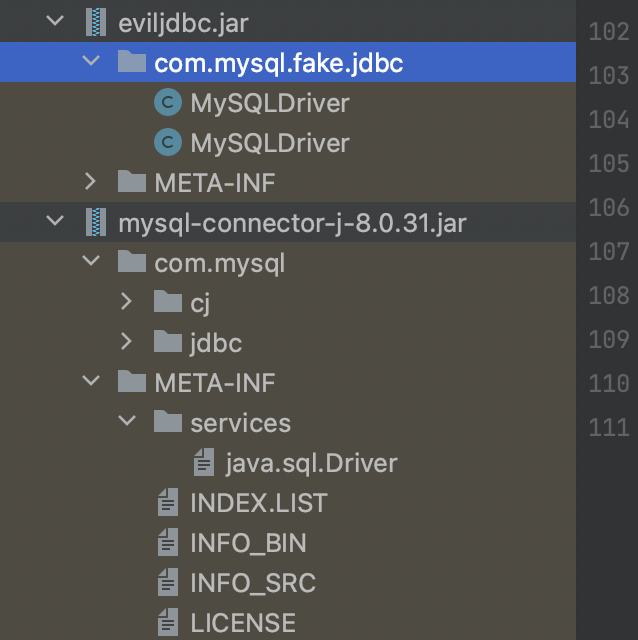 eviljdbc.jar
com.mysql.fake.jdbc
C MySQLDriver
C MySQLDriver
META-INF
mysql-connector-j-8.0.31.jar
com.mysql
cj
jdbc
META-INF
services
java.sql.Driver
INDEX.LIST
INFO_BIN
INFO_SRC
LICENSE
102
103
104
105
106
107
108
109
110
111